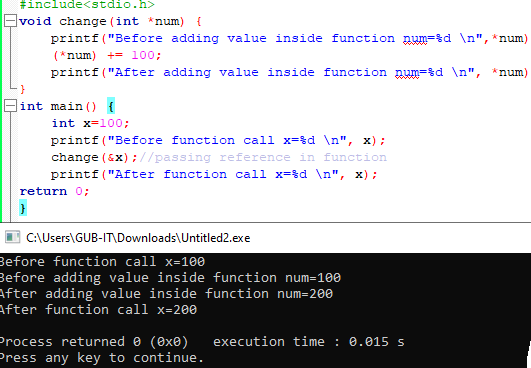 #include<stdio.h>
void change(int *num) {
printf("Before adding value inside function num=%d \n",*num)
(*num) += 100;
printf("After adding value inside function num=%d \n", *num)
}
int main() {
int x=100;
printf("Before function call x=%d \n", x);
change(&x);//passing reference in function
printf("After function call x=%d \n", x);
return 0;
}
C:\Users\GUB-IT\Downloads\Untitled2.exe
Before function call x=100
Before adding value inside function num=100
After adding value inside function num=200
After function call x=200
Process returned 0 (0x0) execution time : 0.015 s
Press any key to continue.